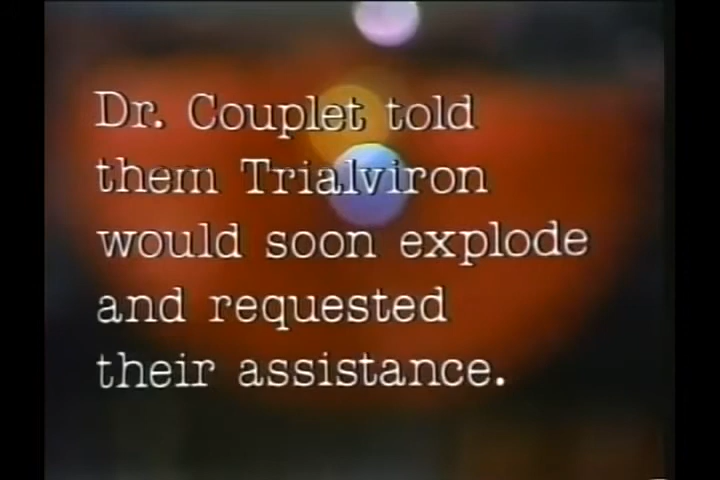 Dr. Couplet told
them Trialviron
would soon explode
and requested
their assistance.